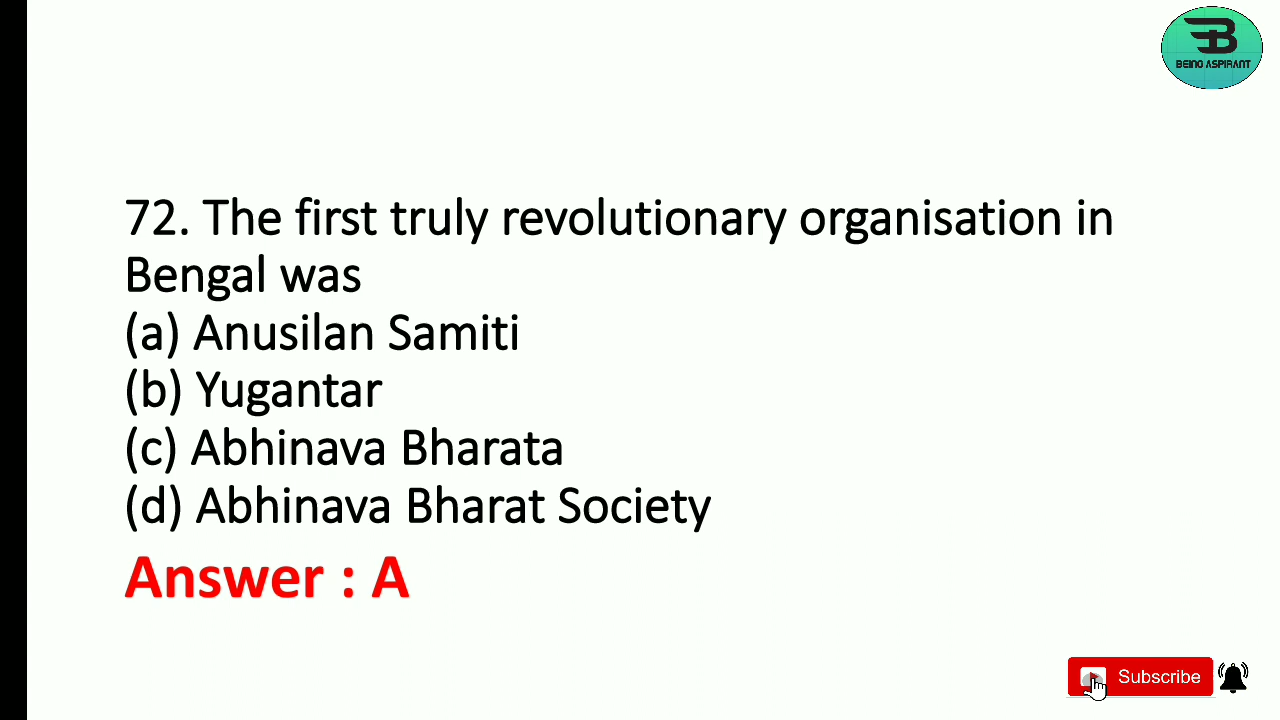 BEING ASPIRANT
72. The first truly revolutionary organisation in
Bengal was
(a) Anusilan Samiti
(b) Yugantar
(c) Abhinava Bharata
(d) Abhinava Bharat Society
Answer : A
Subscribe